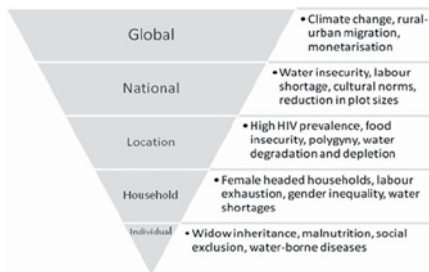 Global
• Climate change, rural-
urban migration,
monetarisation
National
• Water insecurity, labour
shortage, cultural norms,
reduction in plot sizes
Location
• High HIV prevalence, food
insecurity, polygyny, water
degradation and depletion
Household
• Female headed households, labour
exhaustion, gender inequality, water
shortages
Individual
• Widow inheritance, malnutrition, social
exclusion, water-borne diseases